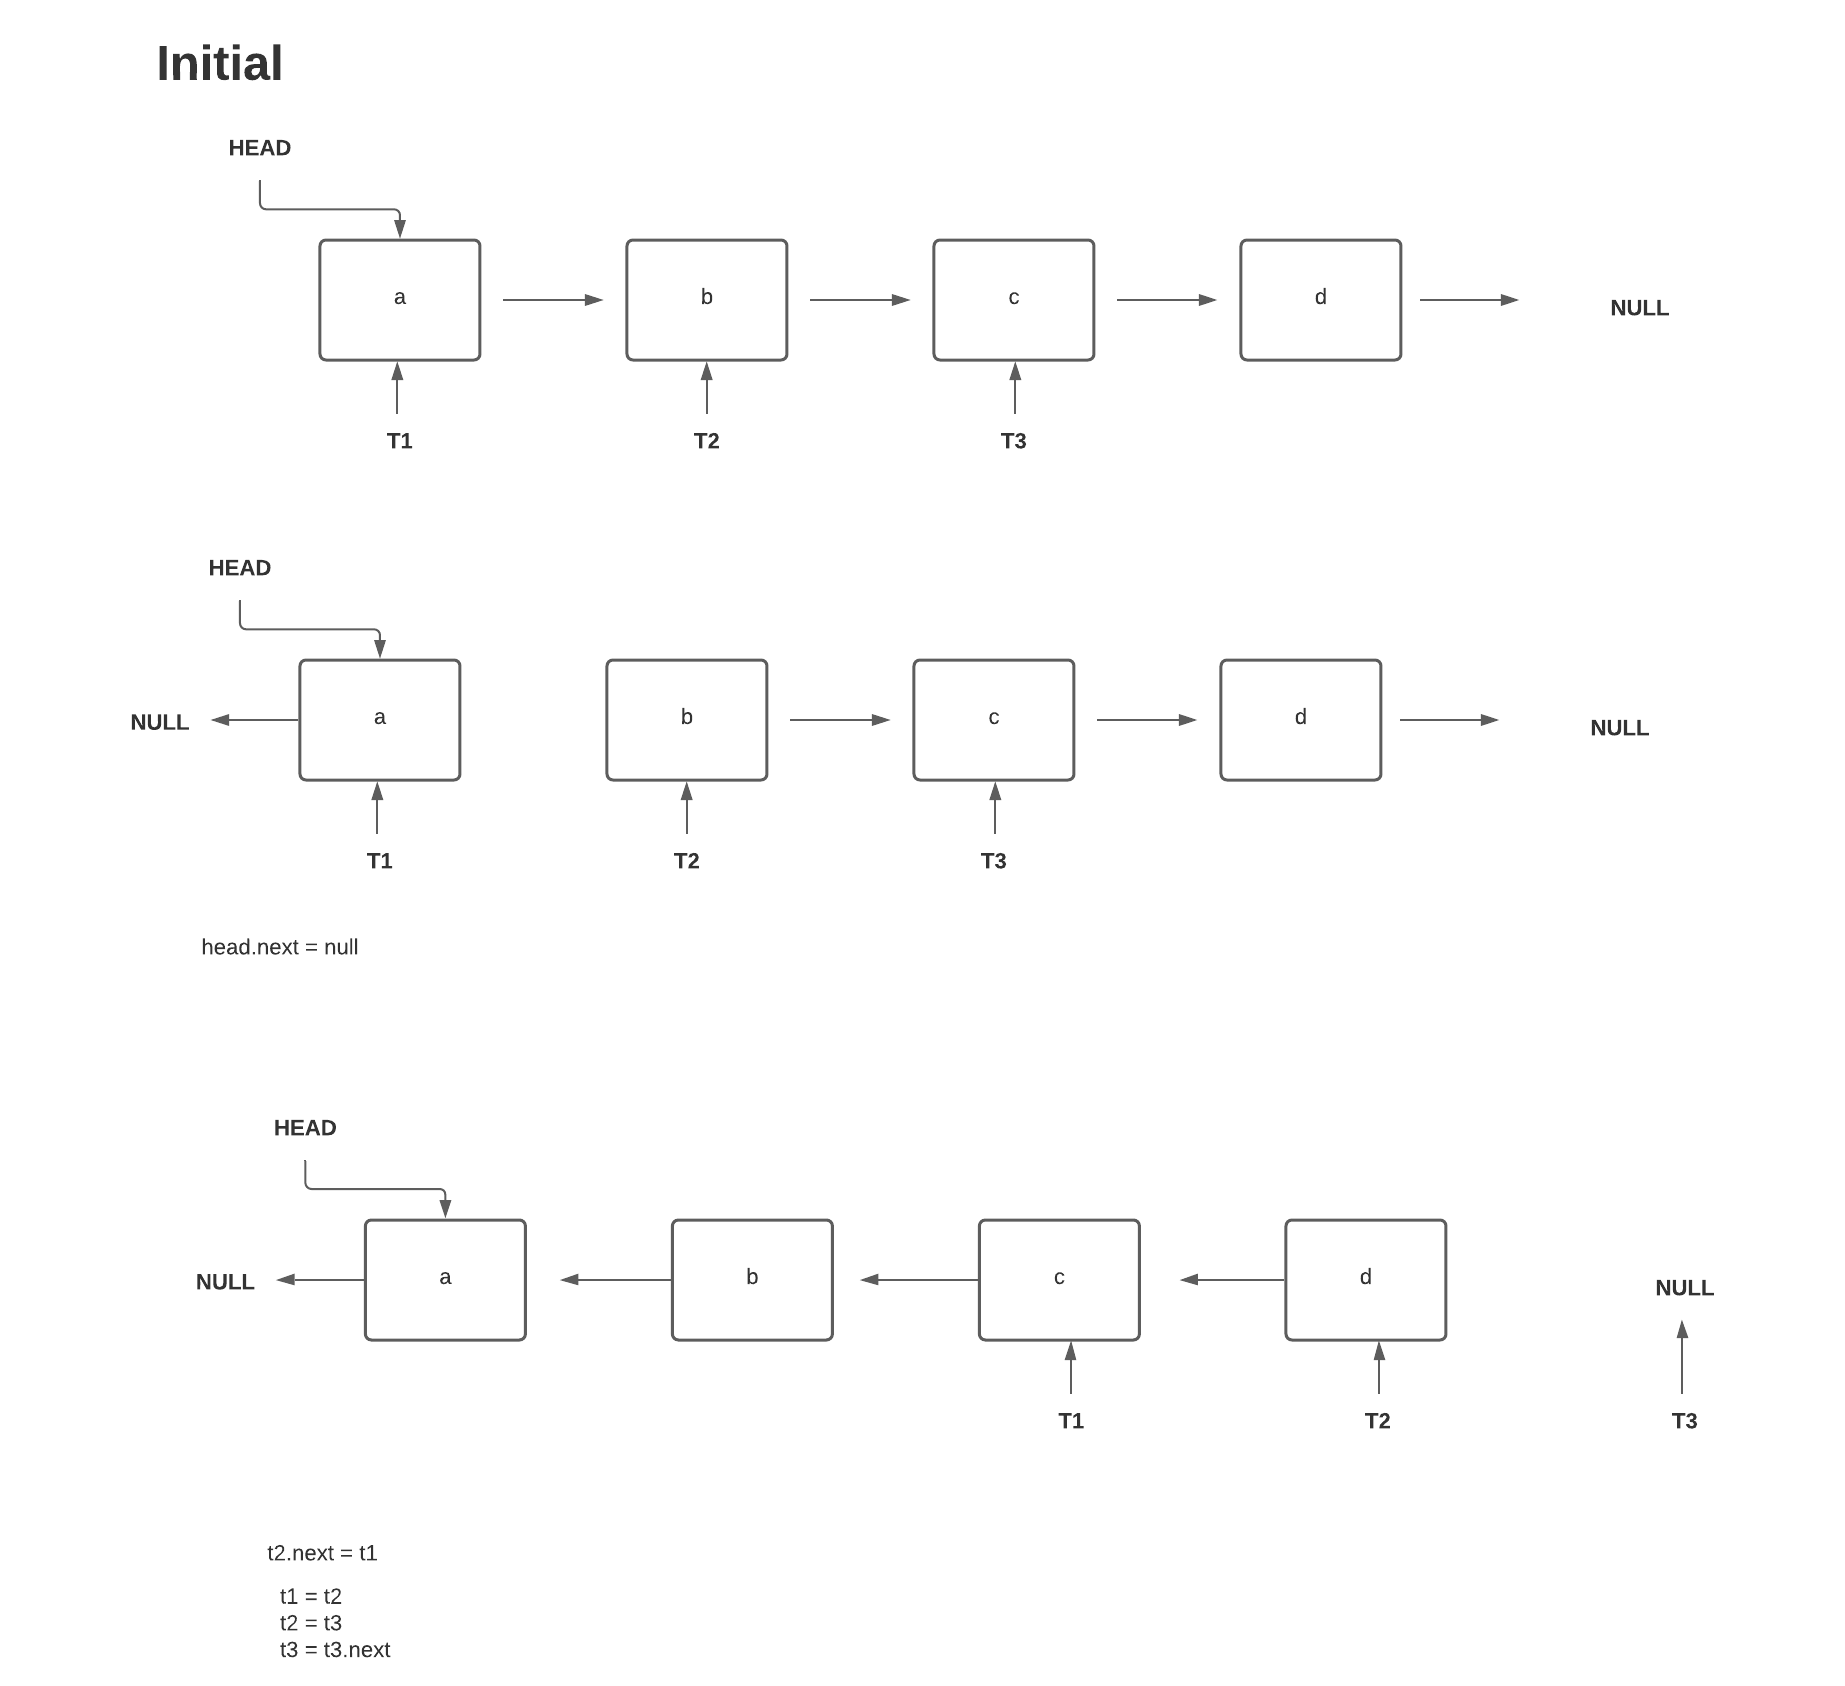 Initial
HEAD
a
b
c
d
NULL
T1
T2
T3
HEAD
NULL
a
b
c
d
NULL
T1
T2
T3
head.next = null
HEAD
NULL
a
b
c
d
NULL
T1
T2
T3
t2.next = t1
t1 = t2
t2 = t3
t3 = t3.next